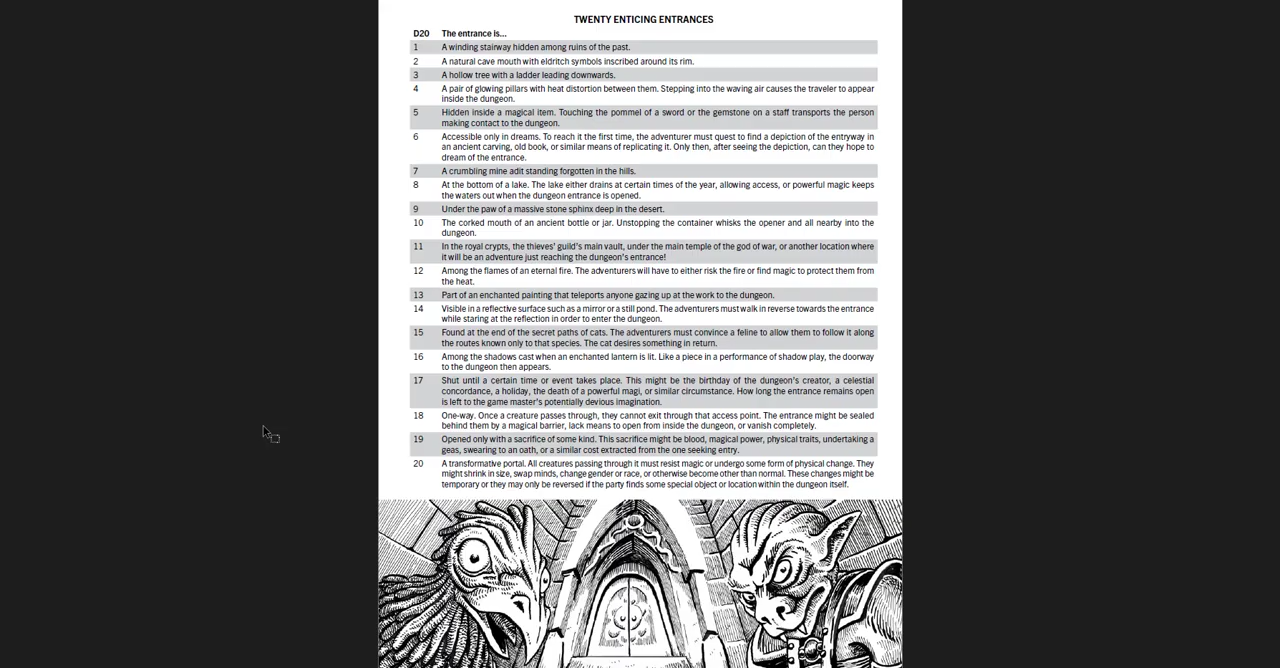 TWENTY ENTICING ENTRANCES
D20 The entrance is...
1 A winding stairway hidden among ruins of the past.
2 A natural cave mouth with eldritch symbols inscribed around its rim.
3 A hollow tree with a ladder leading downwards.
4 A pair of glowing pillars with heat distortion between them. Stepping into the waving air causes the traveler to appear
inside the dungeon.
5 Hidden inside a magical item. Touching the pommel of a sword or the gemstone on a staff transports the person
making contact to the dungeon.
6 Accessible only in dreams. To reach it the first time, the adventurer must quest to find a depiction of the entryway in
an ancient carving, old book, or similar means of replicating it. Only then, after seeing the depiction, can they hope to
dream of the entrance.
7 A crumbling mine adit standing forgotten in the hills.
8 At the bottom of a lake. The lake either drains at certain times of the year, allowing access, or powerful magic keeps
the waters out when the dungeon entrance is opened.
9 Under the paw of a massive stone sphinx deep in the desert.
10 The corked mouth of an ancient bottle or jar. Unstopping the container whisks the opener and all nearby into the
dungeon.
11 In the royal crypts, the thieves' guild's main vault, under the main temple of the god of war, or another location where
it will be an adventure just reaching the dungeon's entrance!
12 Among the flames of an eternal fire. The adventurers will have to either risk the fire or find magic to protect them from
the heat.
13 Part of an enchanted painting that teleports anyone gazing up at the work to the dungeon.
14 Visible in a reflective surface such as a mirror or a still pond. The adventurers must walk in reverse towards the entrance
while staring at the reflection in order to enter the dungeon.
15 Found at the end of the secret paths of cats. The adventurers must convince a feline to allow them to follow it along
the routes known only to that species. The cat desires something in return.
16 Among the shadows cast when an enchanted lantern is lit. Like a piece in a performance of shadow play, the doorway
to the dungeon then appears.
17 Shut until a certain time or event takes place. This might be the birthday of the dungeon's creator, a celestial
concordance, a holiday, the death of a powerful magi, or similar circumstance. How long the entrance remains open
is left to the game master's potentially devious imagination.
18 One-way. Once a creature passes through, they cannot exit through that access point. The entrance might be sealed
behind them by a magical barrier, lack means to open from inside the dungeon, or vanish completely.
19 Opened only with a sacrifice of some kind. This sacrifice might be blood, magical power, physical traits, undertaking a
geas, swearing to an oath, or a similar cost extracted from the one seeking entry.
20 A transformative portal. All creatures passing through it must resist magic or undergo some form of physical change. They
might shrink in size, swap minds, change gender or race, or otherwise become other than normal. These changes might be
temporary or they may only be reversed if the party finds some special object or location within the dungeon itself.